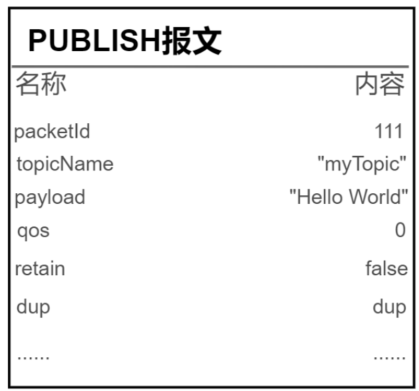 PUBLISH报文
名称 内容
packetId 111
topicName "myTopic"
payload "Hello World"
qos 0
retain false
dup dup
...... ......